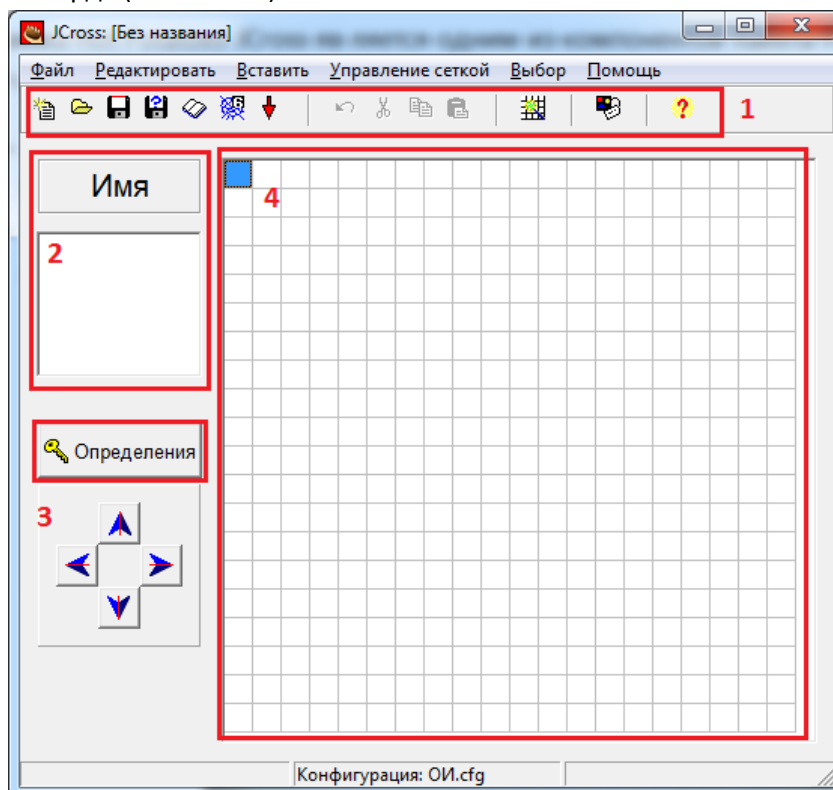 JCross: [Без названия]
Файл Редактировать Вставить Управление сеткой Выбор Помощь
1
Имя
4
2
Определения
3
Конфигурация: ОИ.cfg